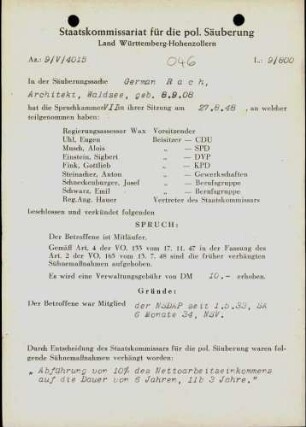 Staatskommissariat für die pol. Säuberung
Land Württemberg-Hohenzollern
Az.: 9/V/4015
046
L: 9/600
In der Säuberungssache German Rach,
Architekt, Waldsee, geb. 8.9.08
hat die Spruchkammer VII in ihrer Sitzung am 27.8.48, an welcher
teilgenommen haben:
Regierungsassessor Wax Vorsitzender
Uhl, Eugen Beisitzer — CDU
Musch, Alois „ — SPD
Einstein, Sigbert „ — DVP
Fink, Gottlieb „ — KPD
Steinacher, Anton „ — Gewerkschaften
Schneckenburger, Josef „ — Berufsgruppe
Schwarz, Emil „ — Berufsgruppe
Reg.Ang. Hauer Vertreter des Staatskommissars
beschlossen und verkündet folgenden
SPRUCH:
Der Betroffene ist Mitläufer.
Gemäß Art. 4 der VO. 133 vom 17. 11. 47 in der Fassung des
Art. 2 der VO. 165 vom 13. 7. 48 sind die früher verhängten
Sühnemaßnahmen aufgehoben.
Es wird eine Verwaltungsgebühr von DM 10.- erhoben.
Gründe:
Der Betroffene war Mitglied der NSDAP seit 1.5.33, SA
6 Monate 34, NSV.
Durch Entscheidung des Staatskommissars für die pol. Säuberung waren fol-
gende Sühnemaßnahmen verhängt worden:
" Abführung von 10% des Nettoarbeitseinkommens
auf die Dauer von 6 Jahren, 11b 3 Jahre."